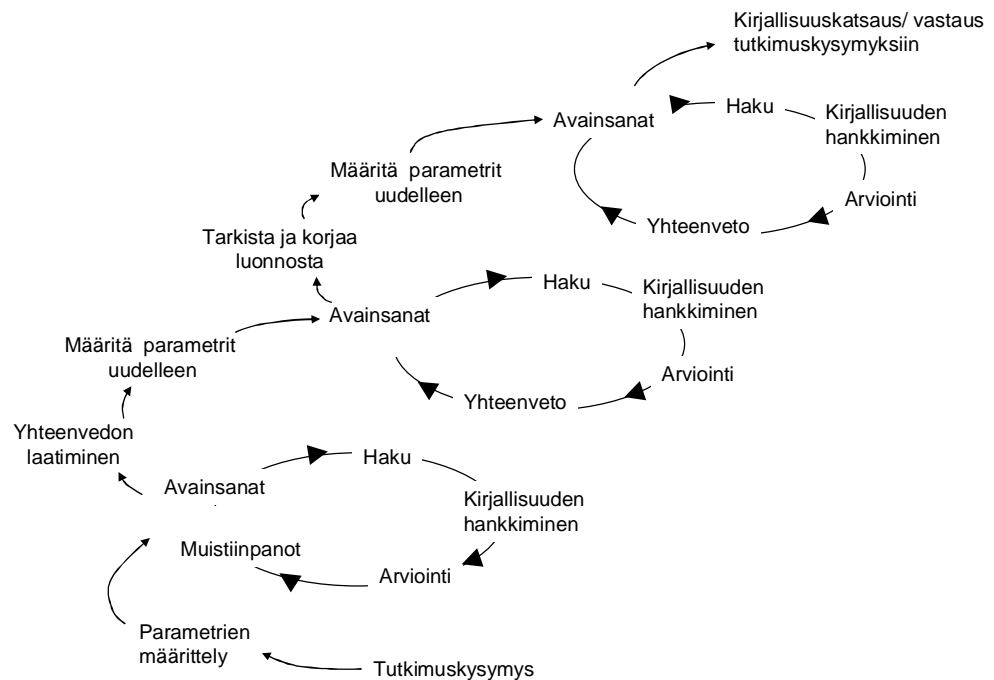 Kirjallisuuskatsaus/ vastaus
tutkimuskysymyksiin
Avainsanat
Haku
Kirjallisuuden
hankkiminen
Arviointi
Yhteenveto
Määritä parametrit
uudelleen
Tarkista ja korjaa
luonnosta
Avainsanat
Haku
Kirjallisuuden
hankkiminen
Arviointi
Yhteenveto
Määritä parametrit
uudelleen
Yhteenvedon
laatiminen
Avainsanat
Haku
Kirjallisuuden
hankkiminen
Arviointi
Muistiinpanot
Parametrien
määrittely
Tutkimuskysymys